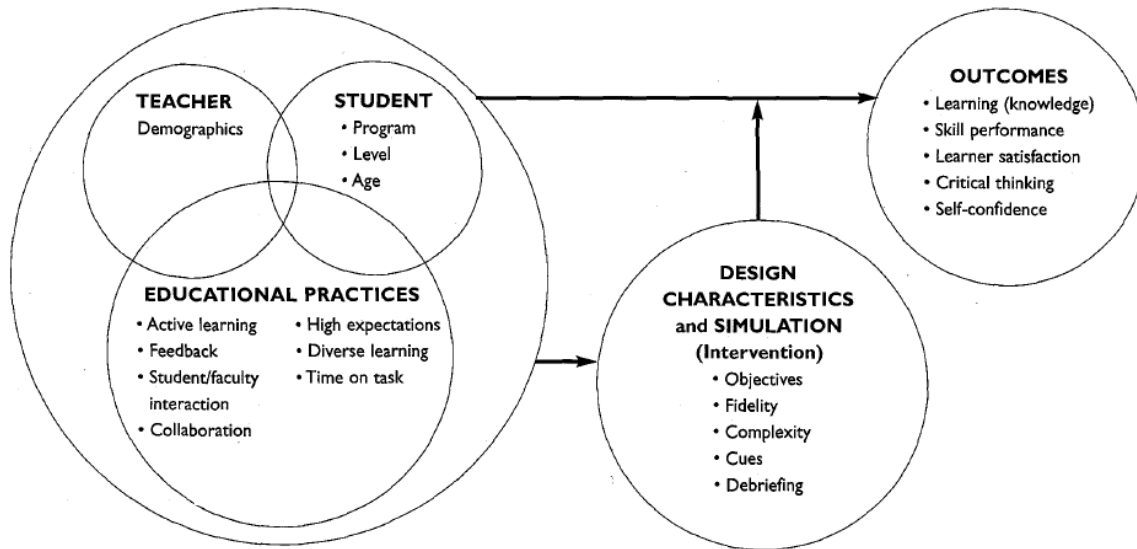 TEACHER
Demographics
STUDENT
• Program
• Level
• Age
EDUCATIONAL PRACTICES
• Active learning
• Feedback
• Student/faculty
interaction
• Collaboration
• High expectations
• Diverse learning
• Time on task
DESIGN
CHARACTERISTICS
and SIMULATION
(Intervention)
• Objectives
• Fidelity
• Complexity
• Cues
• Debriefing
OUTCOMES
• Learning (knowledge)
• Skill performance
• Learner satisfaction
• Critical thinking
• Self-confidence